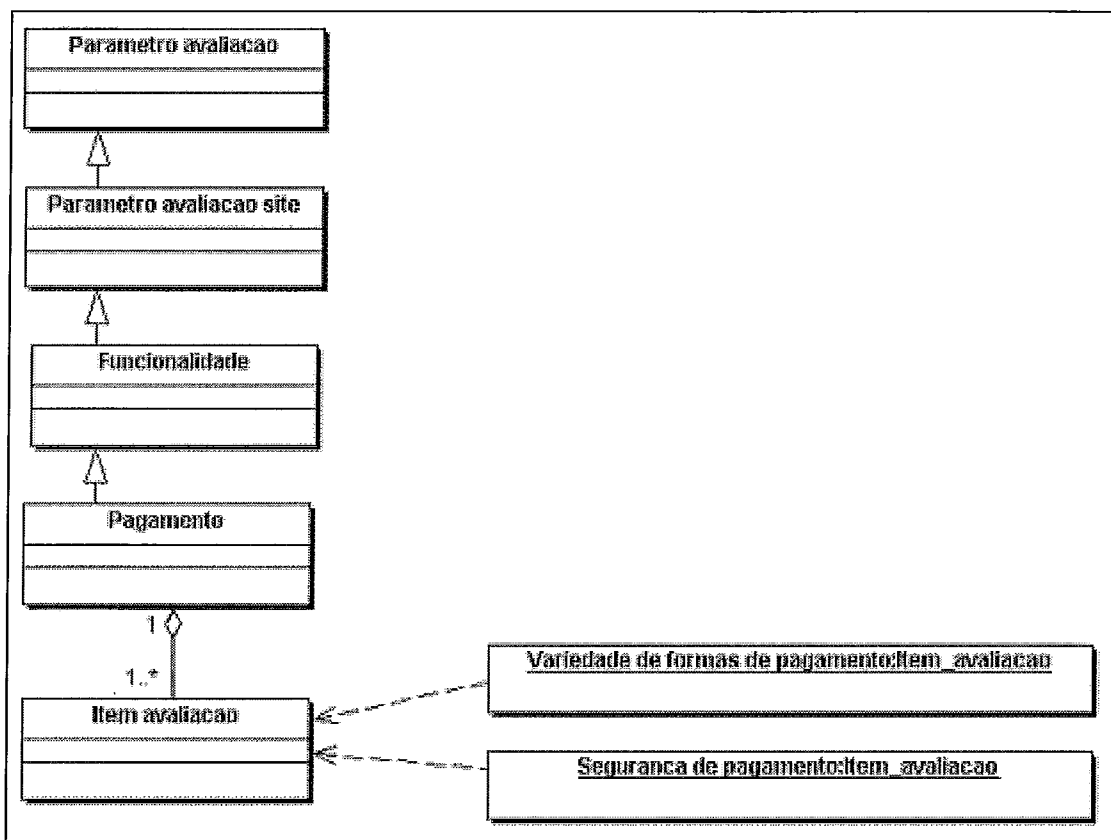 Parametro avaliacao
Parametro avaliacao site
Funcionalidade
Pagamento
1
1..*
Item avaliacao
Variedade de formas de pagamento:Item_avaliacao
Seguranca de pagamento:Item_avaliacao